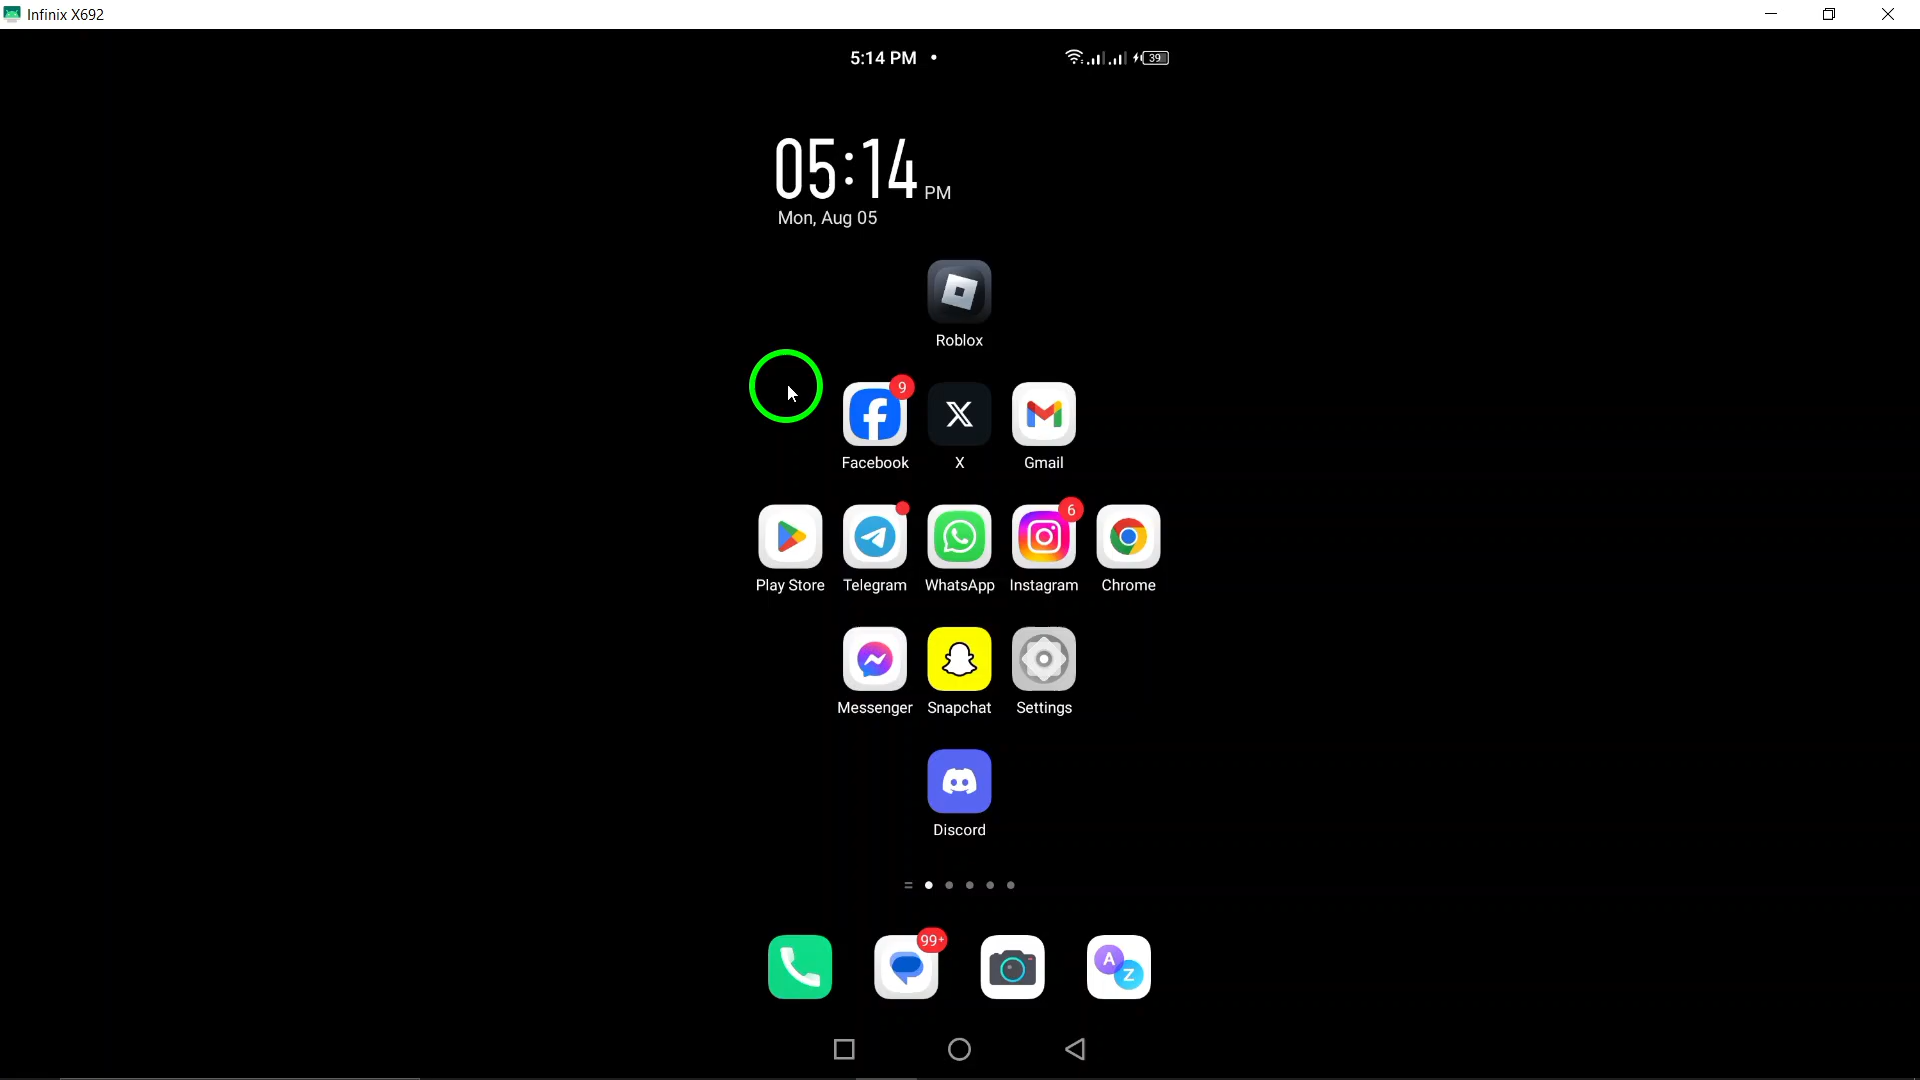 Infinix X692
5:14 PM
39
05:14 PM
Mon, Aug 05
Roblox
9
Facebook
X
Gmail
6
Play Store
Telegram
WhatsApp
Instagram
Chrome
Messenger
Snapchat
Settings
Discord
99+
A
Z